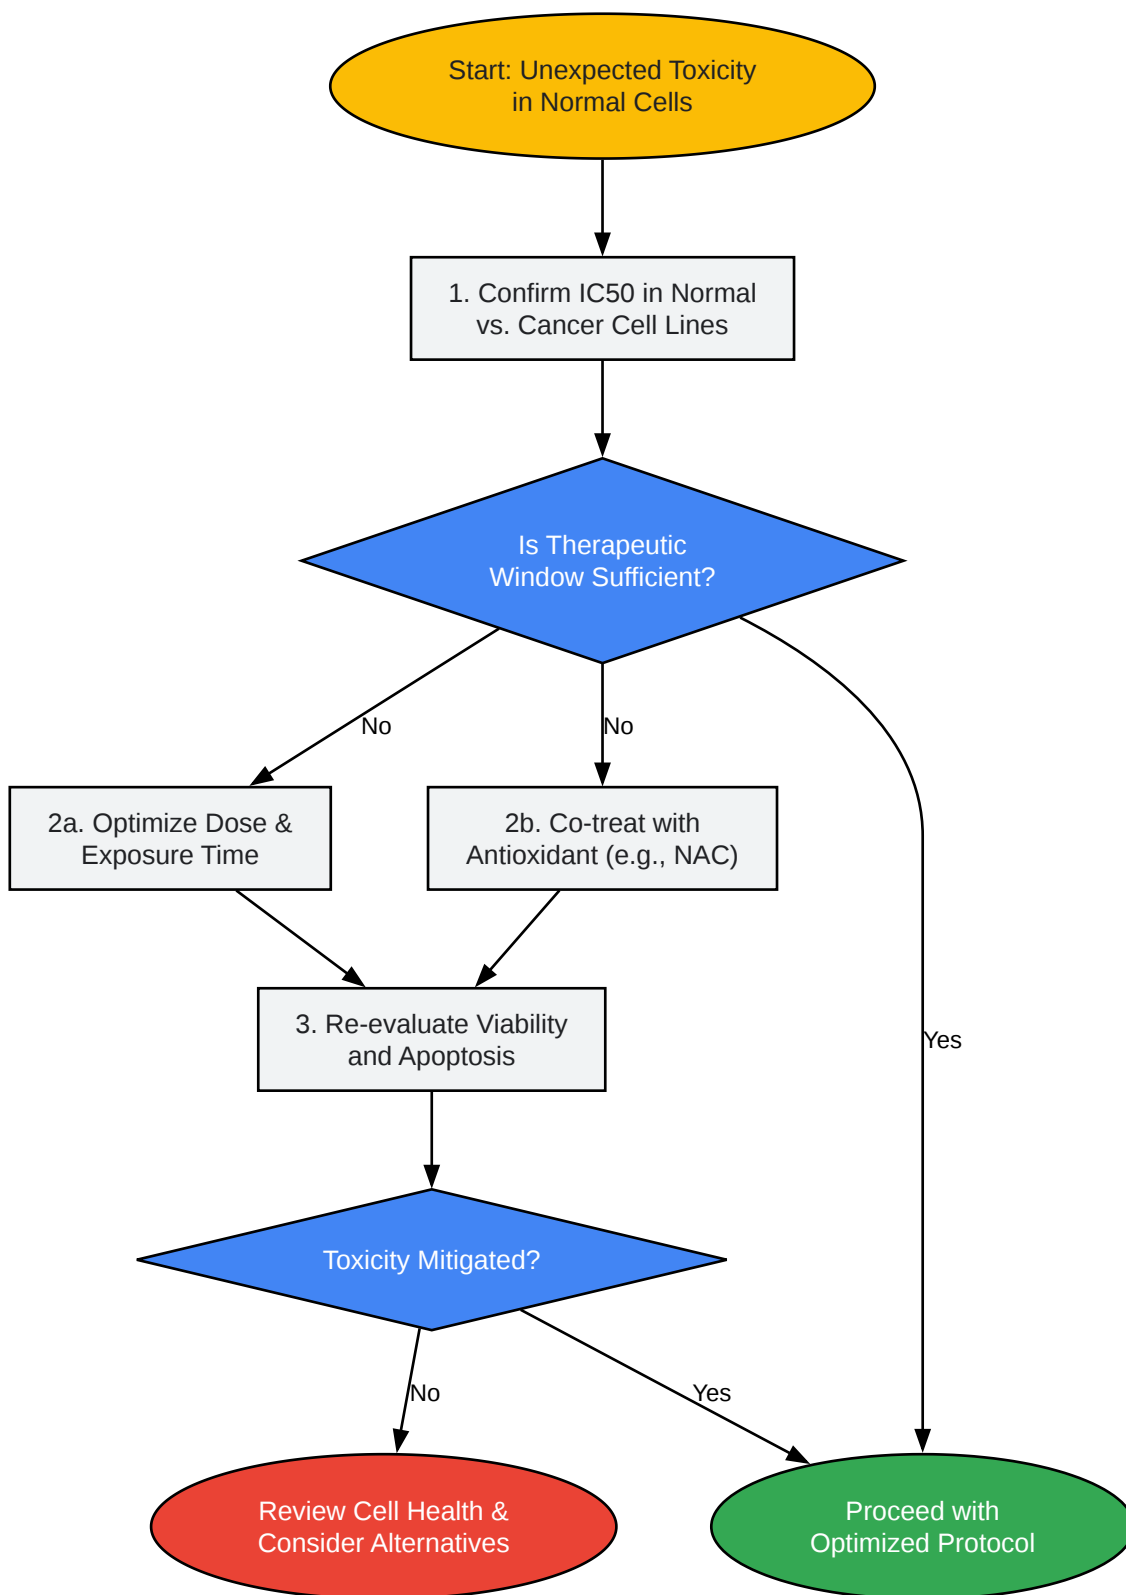 Start: Unexpected Toxicity
in Normal Cells
1. Confirm IC50 in Normal
vs. Cancer Cell Lines
Is Therapeutic
Window Sufficient?
No
No
2a. Optimize Dose &
Exposure Time
2b. Co-treat with
Antioxidant (e.g., NAC)
3. Re-evaluate Viability
and Apoptosis
Yes
Toxicity Mitigated?
No
Yes
Review Cell Health &
Consider Alternatives
Proceed with
Optimized Protocol